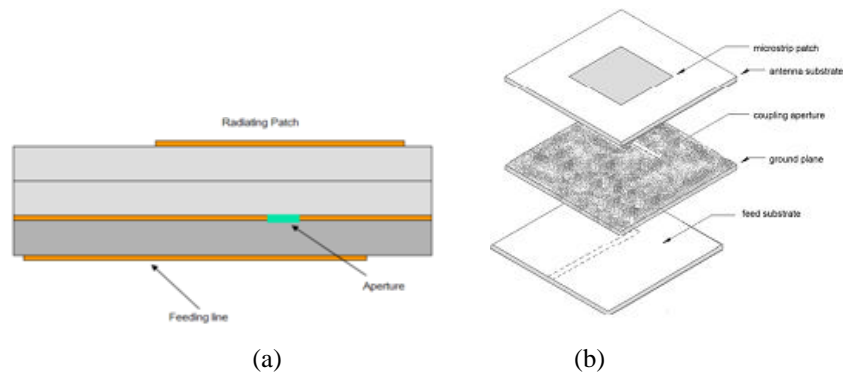 Radiating Patch
Aperture
Feeding line
(a)
microstrip patch
antenna substrate
coupling aperture
ground plane
feed substrate
(b)